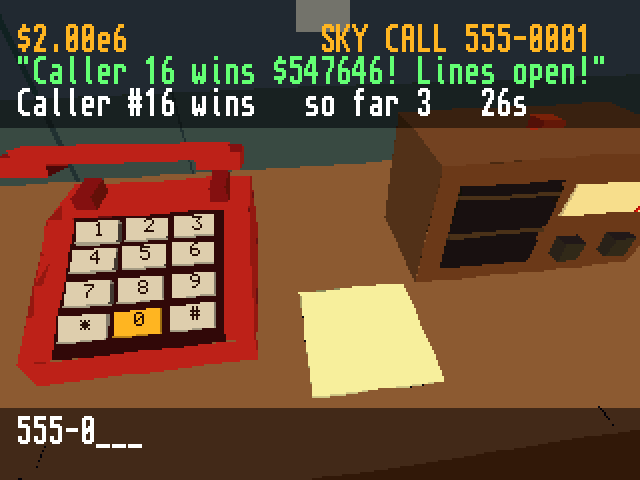 $2.00e6 SKY CALL 555-0001
"Caller 16 wins $547646! Lines open!"
Caller #16 wins so far 3 26s
1 2 3
4 5 6
7 8 9
* 0 #
555-0___